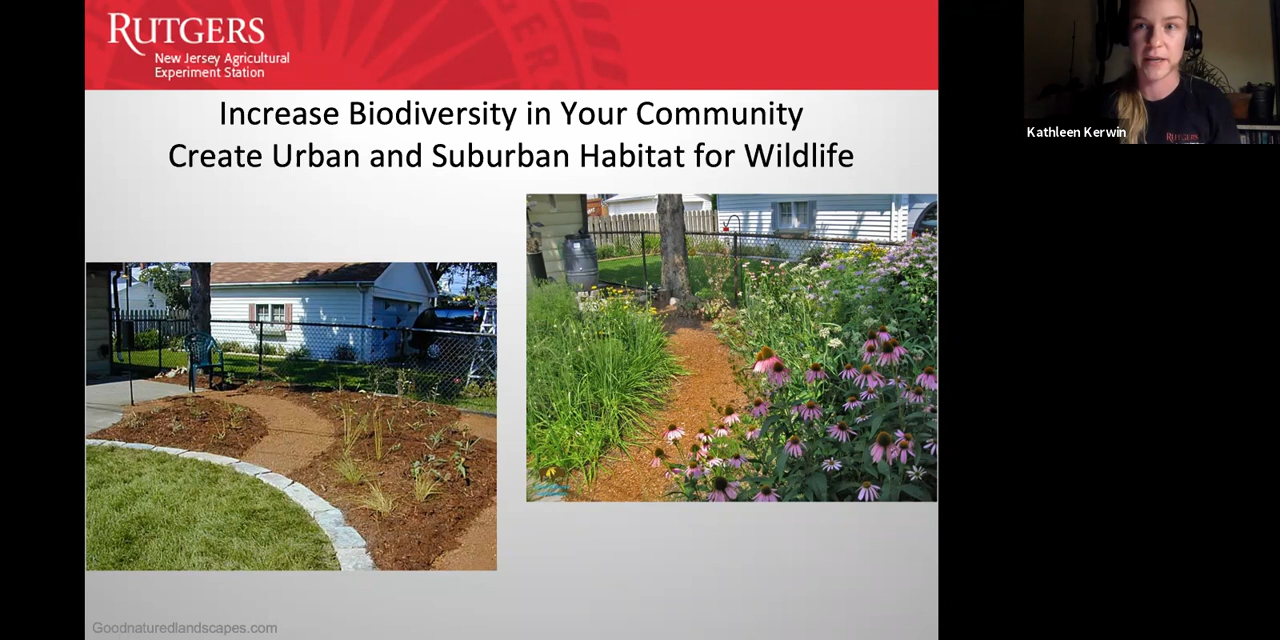 RUTGERS
New Jersey Agricultural
Experiment Station
Increase Biodiversity in Your Community
Create Urban and Suburban Habitat for Wildlife
Goodnaturedlandscapes.com
Kathleen Kerwin
RUTGERS